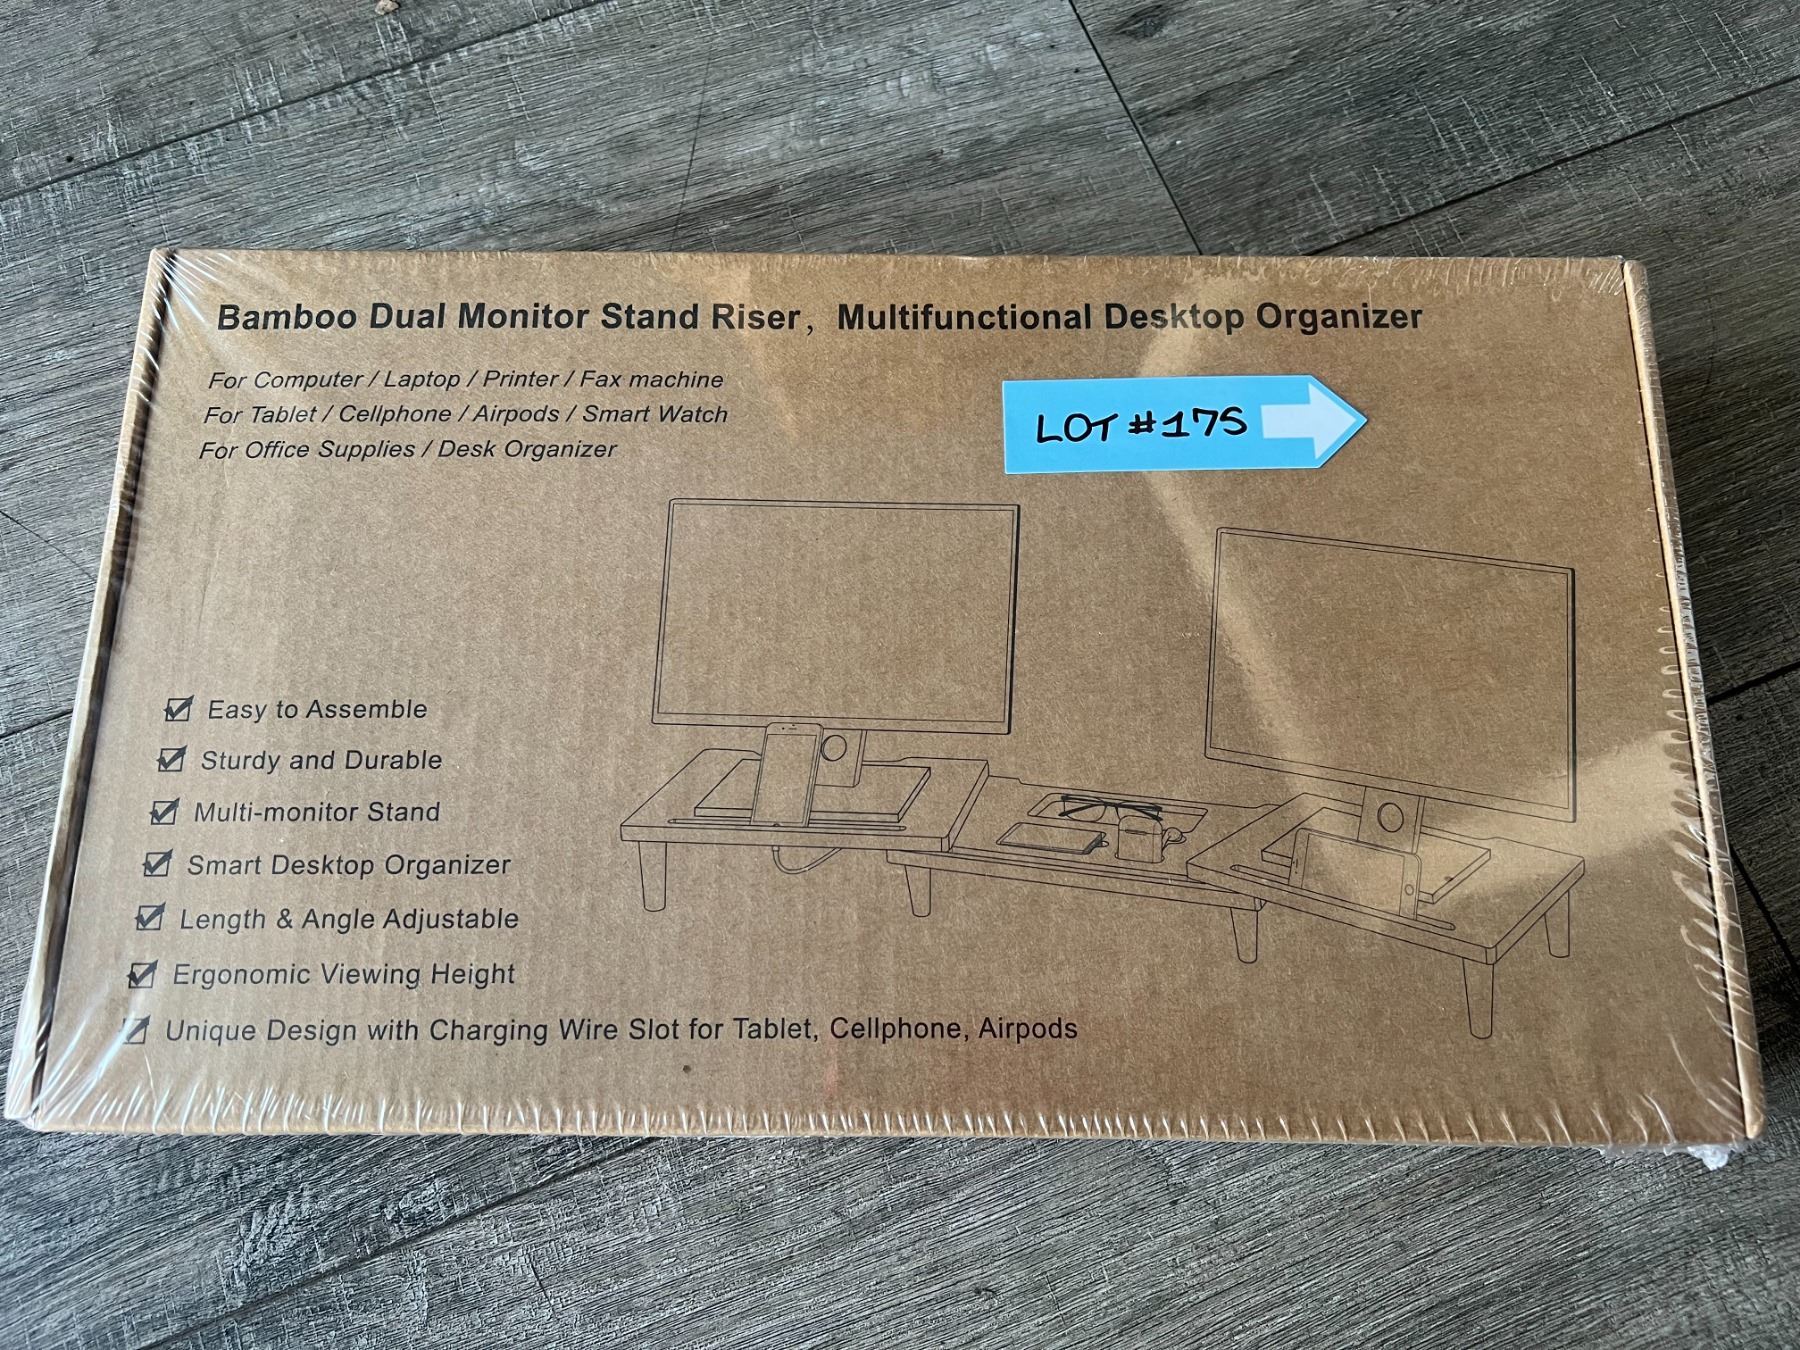 Bamboo Dual Monitor Stand Riser, Multifunctional Desktop Organizer
For Computer / Laptop / Printer / Fax machine
For Tablet / Cellphone / Airpods / Smart Watch
For Office Supplies / Desk Organizer
LOT #175
Easy to Assemble
Sturdy and Durable
Multi-monitor Stand
Smart Desktop Organizer
Length & Angle Adjustable
Ergonomic Viewing Height
Unique Design with Charging Wire Slot for Tablet, Cellphone, Airpods